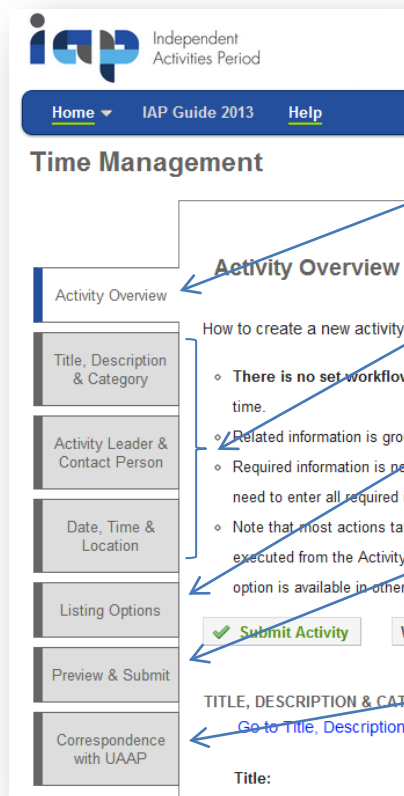 iap
Independent
Activities Period
Home IAP Guide 2013 Help
Time Management
Activity Overview
Title, Description
& Category
Activity Leader &
Contact Person
Date, Time &
Location
Listing Options
Preview & Submit
Correspondence
with UAAP
Activity Overview
How to create a new activity
There is no set workflow
time.
Related information is gro
Required information is
need to enter all required
Note that most actions ta
executed from the Activity
option is available in other
Submit Activity
TITLE, DESCRIPTION & CAT
Go to Title, Description
Title: